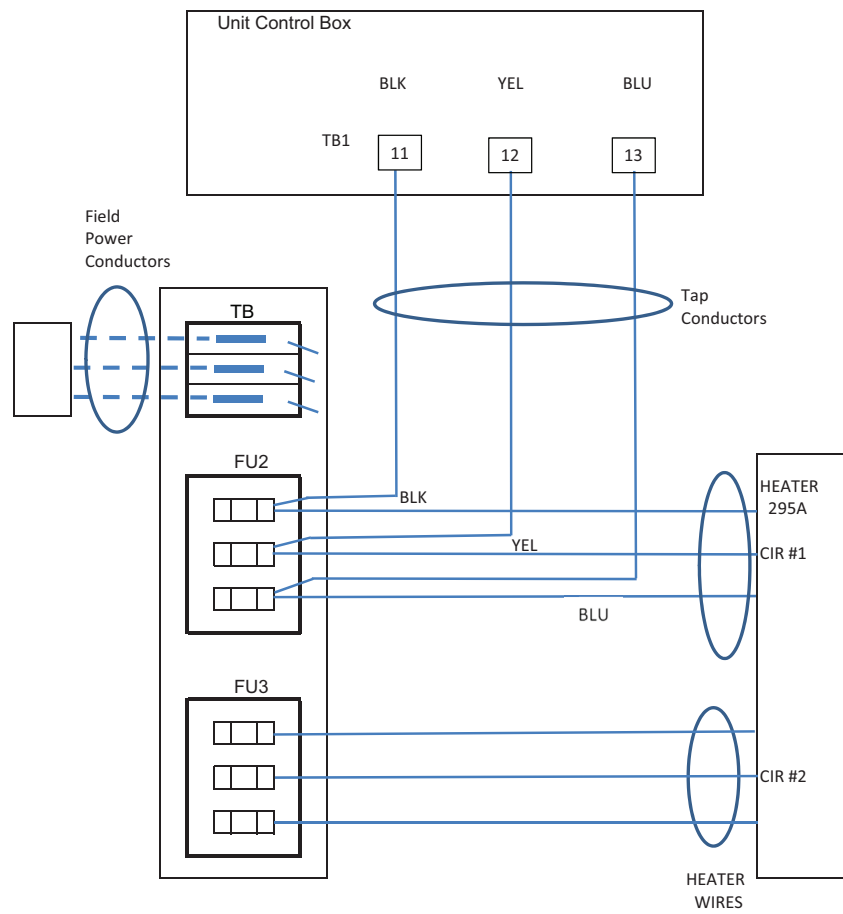 Unit Control Box
BLK YEL BLU
TB1 11 12 13
Field
Power
Conductors
Tap
Conductors
TB
FU2
BLK
YEL
BLU
HEATER
295A
CIR #1
FU3
CIR #2
HEATER
WIRES